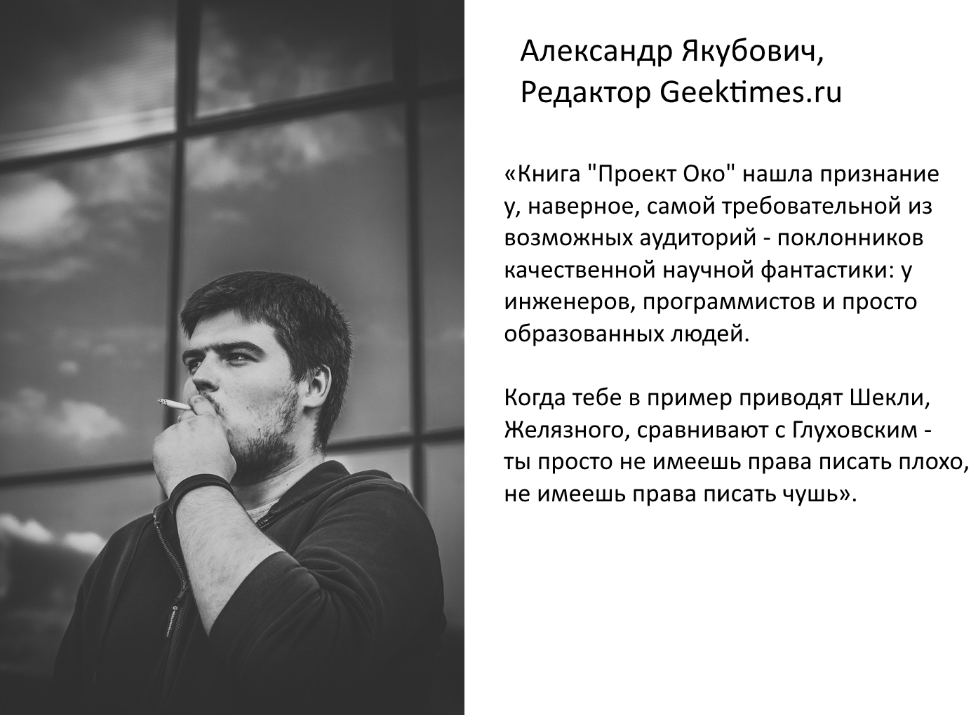 Александр Якубович,
Редактор Geektimes.ru
«Книга "Проект Око" нашла признание
у, наверное, самой требовательной из
возможных аудиторий - поклонников
качественной научной фантастики: у
инженеров, программистов и просто
образованных людей.
Когда тебе в пример приводят Шекли,
Желязного, сравнивают с Глуховским -
ты просто не имеешь права писать плохо,
не имеешь права писать чушь».